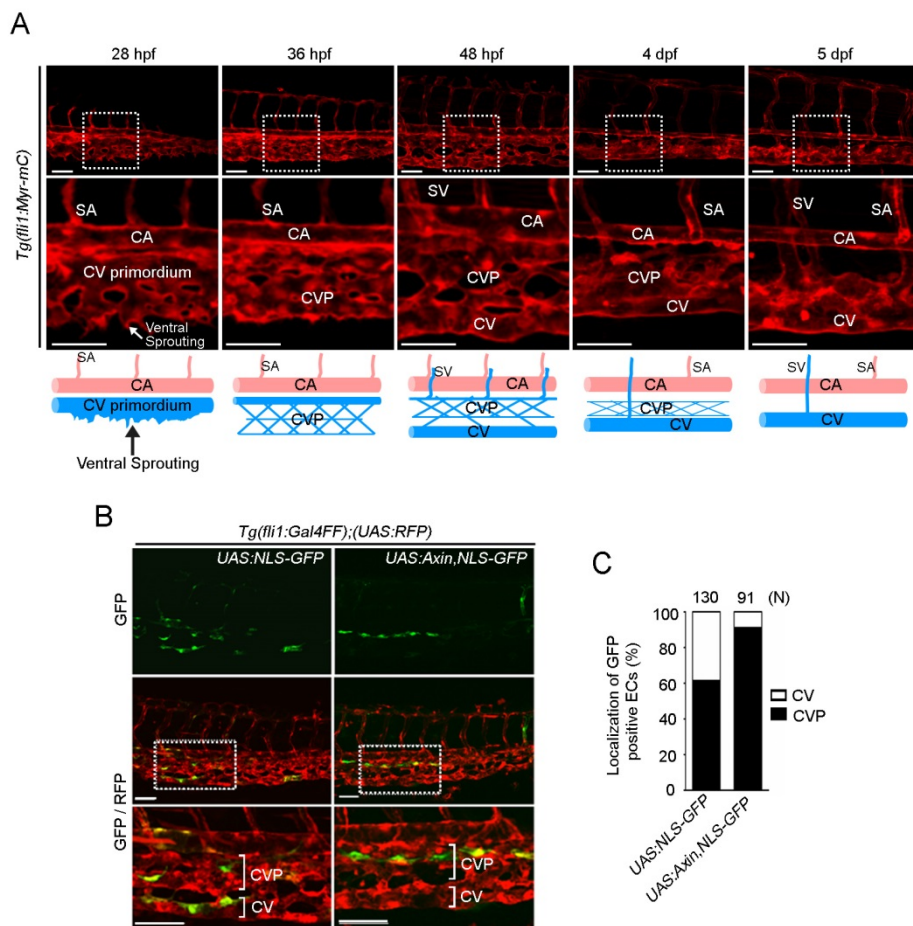 A
28 hpf 36 hpf 48 hpf 4 dpf 5 dpf
Tg(fli1:Myr-mC)
SA
CA
CV primordium
Ventral
Sprouting
SA
CA
CVP
SV
CA
CVP
CV
CA
SA
CVP
CV
SV
SA
CA
CV
SA
CA
CV primordium
Ventral Sprouting
SA
CA
CVP
SV
CA
CVP
CV
CA
SA
CVP
CV
SV
SA
CA
CV
B
Tg(fli1:Gal4FF);(UAS:RFP)
UAS:NLS-GFP UAS:Axin,NLS-GFP
GFP
GFP / RFP
CVP
CV
CVP
CV
C
130 91 (N)
Localization of GFP
positive ECs (%)
100
80
60
40
20
0
CV
CVP
UAS:NLS-GFP
UAS:Axin,NLS-GFP